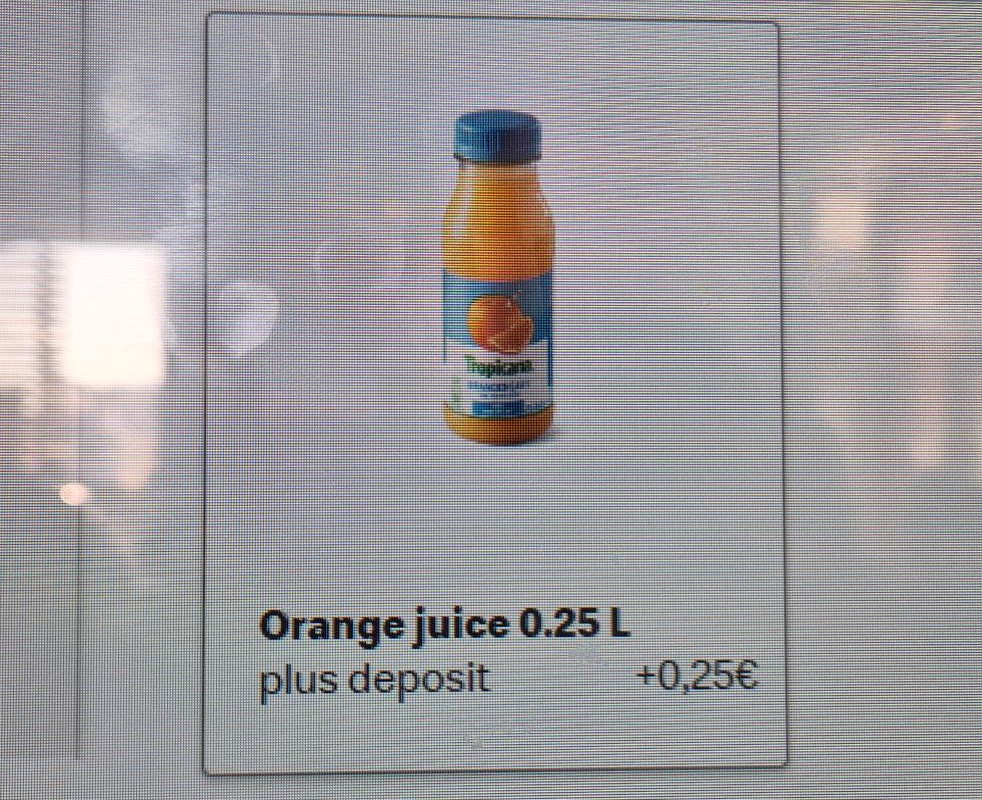 Tropicana
Orange juice 0.25 L
plus deposit +0,25€